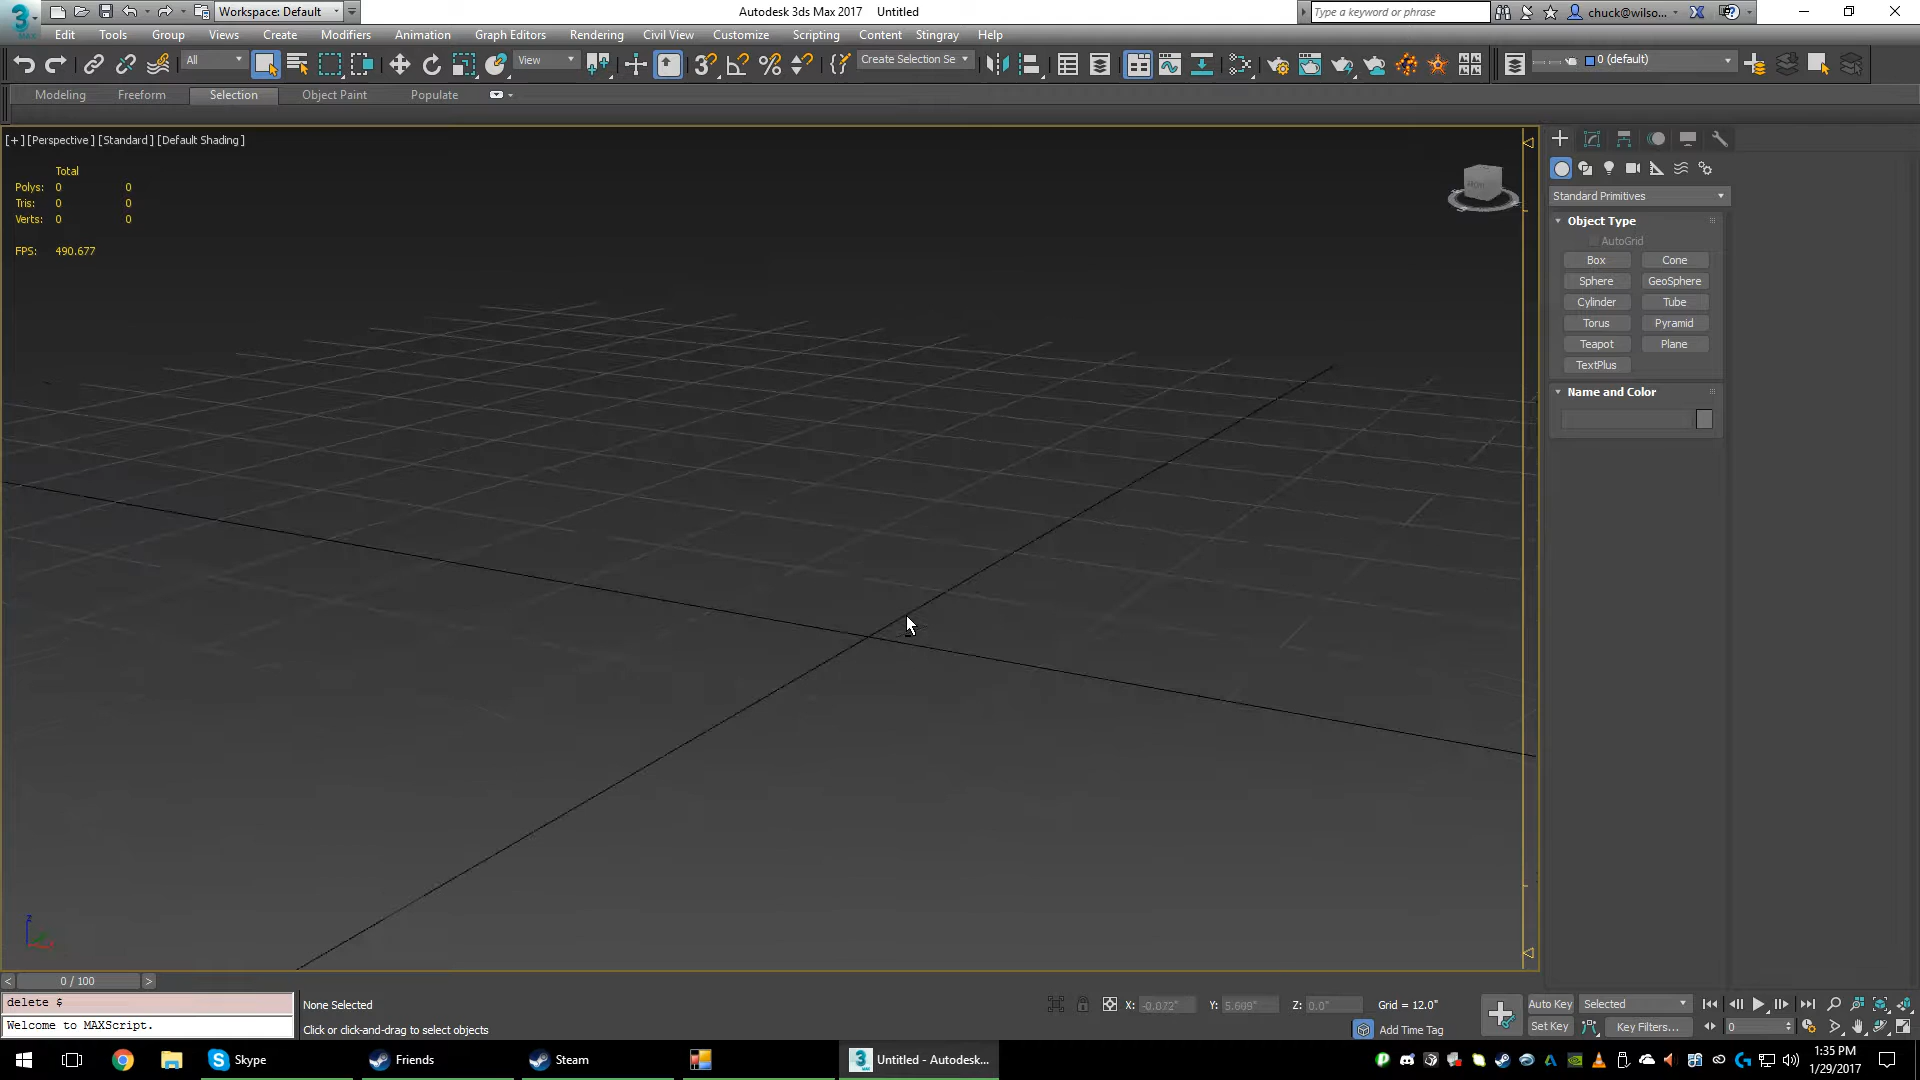 Workspace: Default
Autodesk 3ds Max 2017 Untitled
Type a keyword or phrase
chuck@wilso...
Edit Tools Group Views Create Modifiers Animation Graph Editors Rendering Civil View Customize Scripting Content Stingray Help
All
View
Create Selection Se
0 (default)
Modeling Freeform Selection Object Paint Populate
[+] [Perspective ] [Standard ] [Default Shading ]
Total
Polys: 0 0
Tris: 0 0
Verts: 0 0
FPS: 490.677
Standard Primitives
Object Type
AutoGrid
Box Cone
Sphere GeoSphere
Cylinder Tube
Torus Pyramid
Teapot Plane
TextPlus
Name and Color
z
< 0 / 100 >
delete $
Welcome to MAXScript.
None Selected
Click or click-and-drag to select objects
X: -0.072" Y: 5.609" Z: 0.0" Grid = 12.0"
Add Time Tag
Auto Key Selected
Set Key Key Filters...
0
Skype
Friends
Steam
Untitled - Autodesk...
1:35 PM
1/29/2017